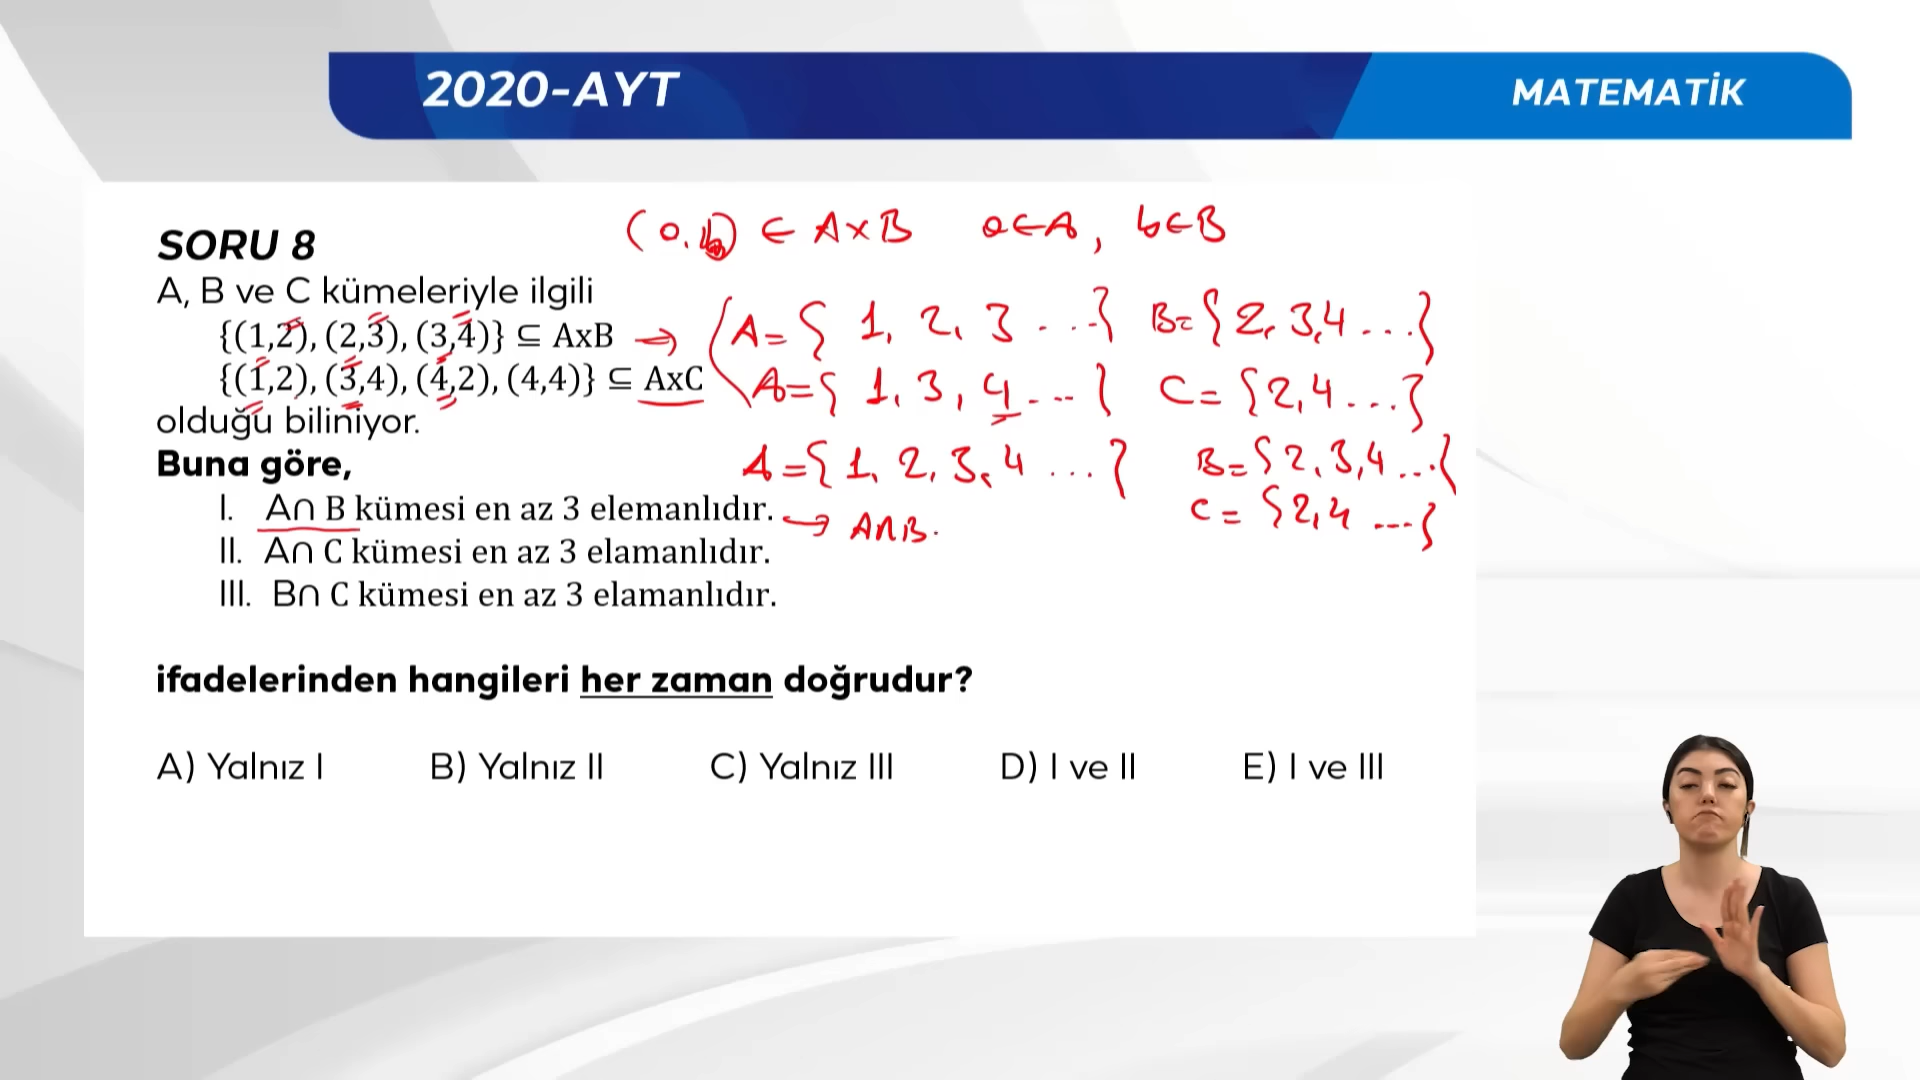 2020-AYT
MATEMATİK
SORU 8
(a,b) ∈ A×B a∈A, b∈B
A, B ve C kümeleriyle ilgili
{(1,2), (2,3), (3,4)} ⊆ AxB → A={ 1, 2, 3 ...} B={2, 3,4 ...}
{(1,2), (3,4), (4,2), (4,4)} ⊆ AxC A={ 1, 3, 4 ... } C={2,4...}
olduğu biliniyor.
Buna göre, A={1, 2, 3, 4 ...} B={2,3,4...}
I. A∩ B kümesi en az 3 elemanlıdır. → A∩B. C= {2,4 ...}
II. A∩ C kümesi en az 3 elamanlıdır.
III. B∩ C kümesi en az 3 elamanlıdır.
ifadelerinden hangileri her zaman doğrudur?
A) Yalnız I B) Yalnız II C) Yalnız III D) I ve II E) I ve III